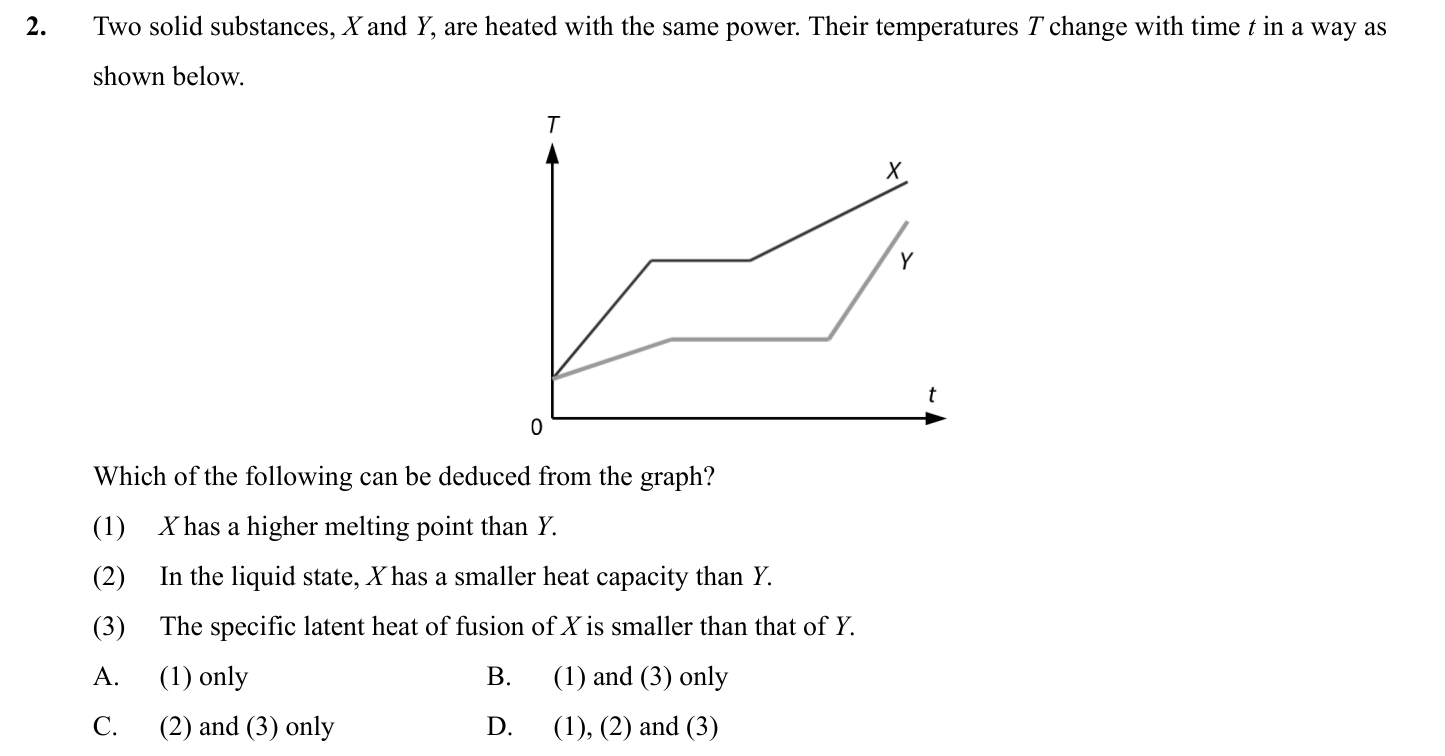 2. Two solid substances, X and Y, are heated with the same power. Their temperatures T change with time t in a way as
shown below.
T
X
Y
t
0
Which of the following can be deduced from the graph?
(1) X has a higher melting point than Y.
(2) In the liquid state, X has a smaller heat capacity than Y.
(3) The specific latent heat of fusion of X is smaller than that of Y.
A. (1) only B. (1) and (3) only
C. (2) and (3) only D. (1), (2) and (3)